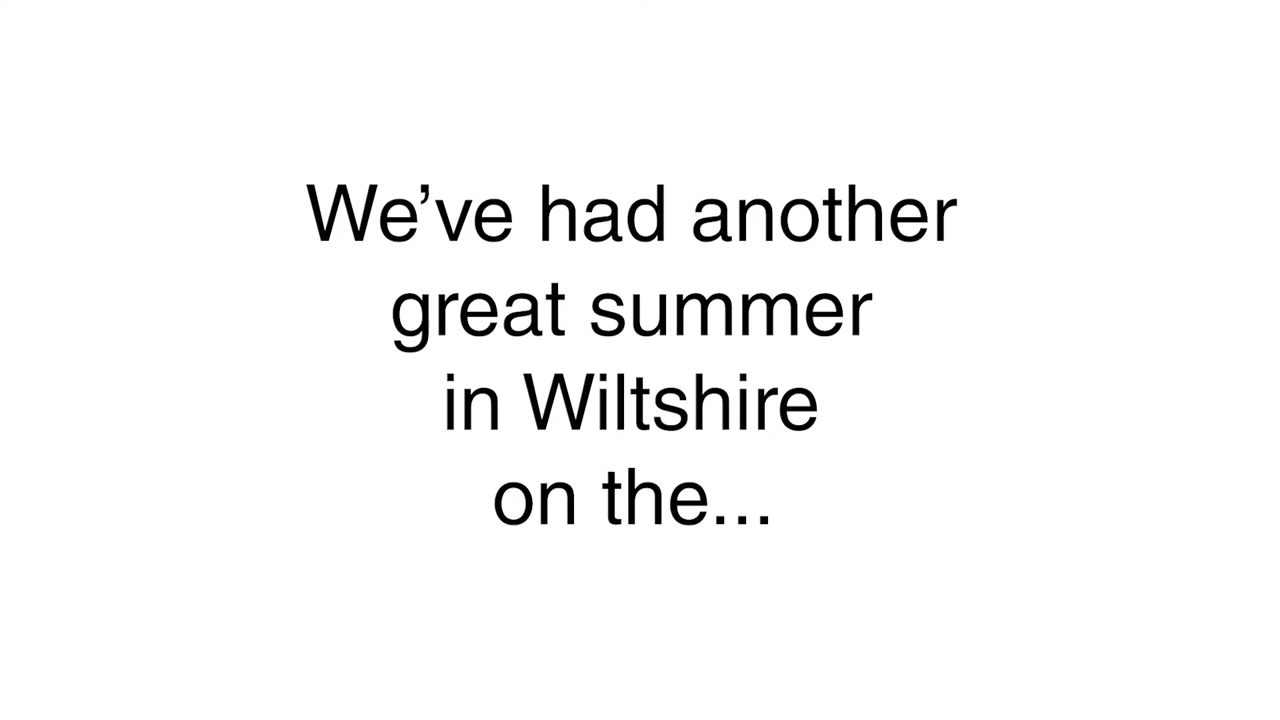 We’ve had another
great summer
in Wiltshire
on the...